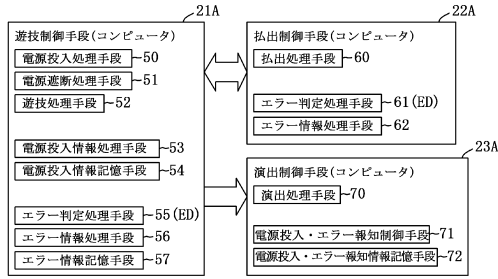 21A
遊技制御手段(コンピュータ)
電源投入処理手段 50
電源遮断処理手段 51
遊技処理手段 52
電源投入情報処理手段 53
電源投入情報記憶手段 54
エラー判定処理手段 55(ED)
エラー情報処理手段 56
エラー情報記憶手段 57
22A
払出制御手段(コンピュータ)
払出処理手段 60
エラー判定処理手段 61(ED)
エラー情報処理手段 62
23A
演出制御手段(コンピュータ)
演出処理手段 70
電源投入・エラー報知制御手段 71
電源投入・エラー報知情報記憶手段 72